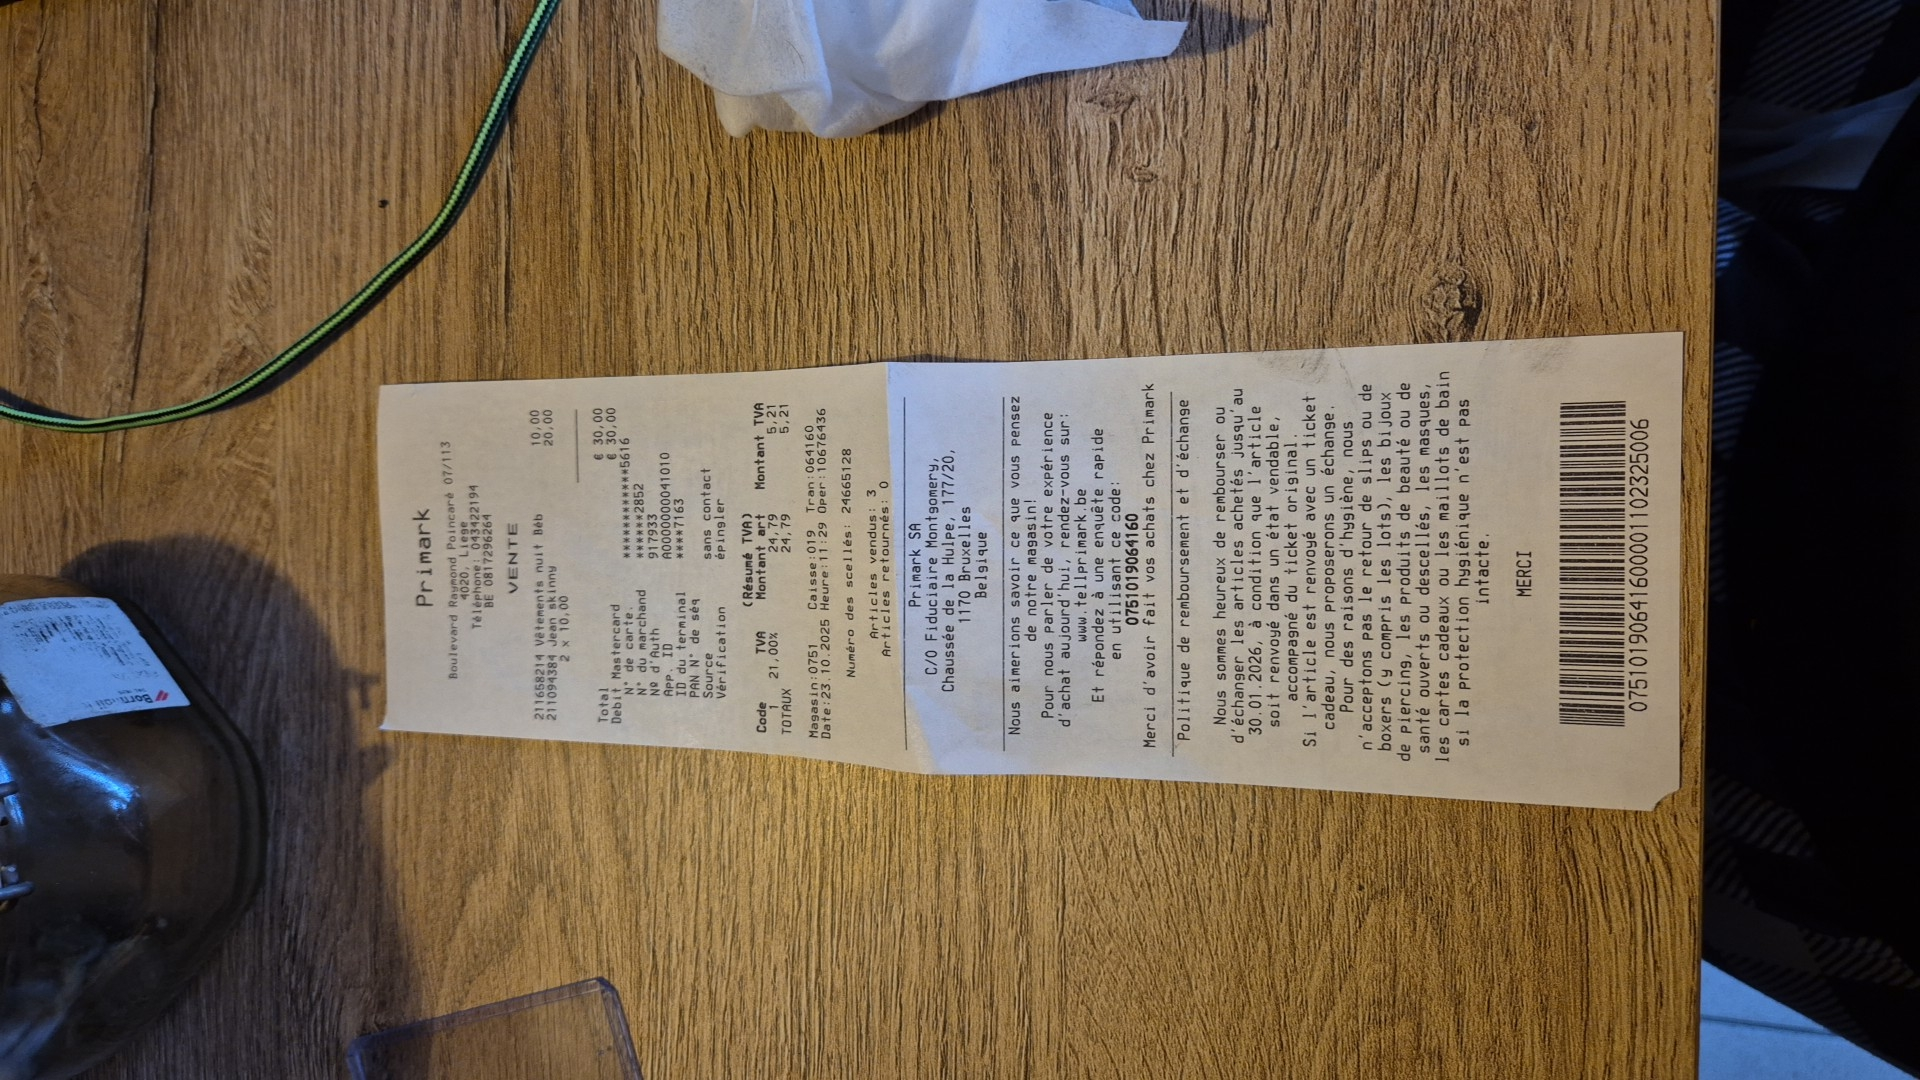 Primark
Boulevard Raymond Poincaré 07/113
4020, Liege
Téléphone: 043422194
BE 0817296264
VENTE
211658214 Vêtements nuit Béb 10,00
211094384 Jean skinny 20,00
2 x 10,00
Total € 30,00
Debit Mastercard € 30,00
N° de carte. ************5616
N° du marchand ******2852
Nº d'Auth 917933
App. ID A0000000041010
ID du terminal ****7163
PAN N° de séq
Source sans contact
Vérification épingler
(Résumé TVA)
Code TVA Montant art Montant TVA
1 21,00% 24,79 5,21
TOTAUX 24,79 5,21
Magasin:0751 Caisse:019 Tran:064160
Date:23.10.2025 Heure:11:29 Oper:10676436
Numéro des scellés: 24665128
Articles vendus: 3
Articles retournés: 0
Primark SA
C/O Fiduciaire Montgomery,
Chaussée de la Hulpe, 177/20,
1170 Bruxelles
Belgique
Nous aimerions savoir ce que vous pensez
de notre magasin!
Pour nous parler de votre expérience
d'achat aujourd'hui, rendez-vous sur:
www.tellprimark.be
Et répondez à une enquête rapide
en utilisant ce code:
0751019064160
Merci d'avoir fait vos achats chez Primark
Politique de remboursement et d'échange
Nous sommes heureux de rembourser ou
d'échanger les articles achetés jusqu'au
30.01.2026, à condition que l'article
soit renvoyé dans un état vendable,
accompagné du ticket original.
Si l'article est renvoyé avec un ticket
cadeau, nous proposerons un échange.
Pour des raisons d'hygiène, nous
n'acceptons pas le retour de slips ou de
boxers (y compris les lots), les bijoux
de piercing, les produits de beauté ou de
santé ouverts ou descellés, les masques,
les cartes cadeaux ou les maillots de bain
si la protection hygiénique n'est pas
intacte.
MERCI
075101906416000001102325006